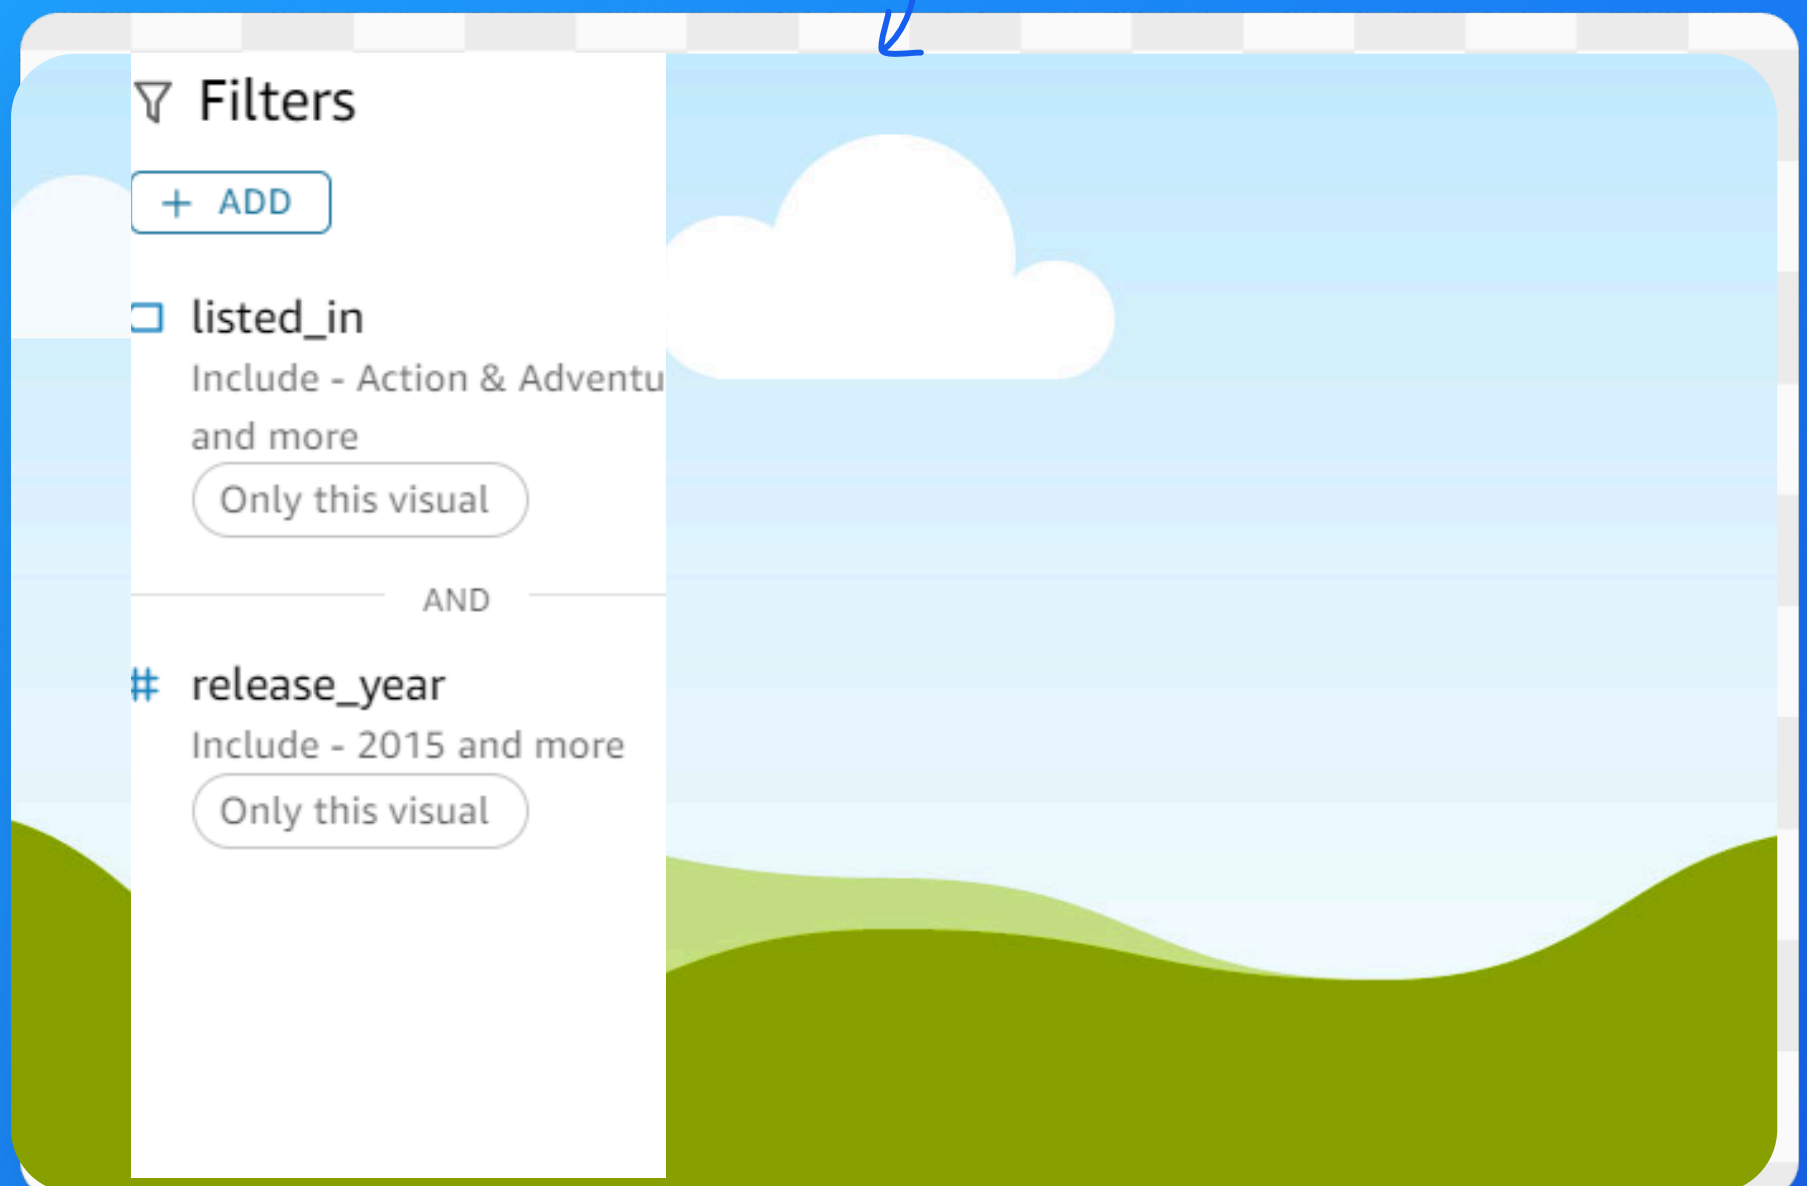 Filters
+ ADD
listed_in
Include - Action & Adventu
and more
Only this visual
AND
# release_year
Include - 2015 and more
Only this visual